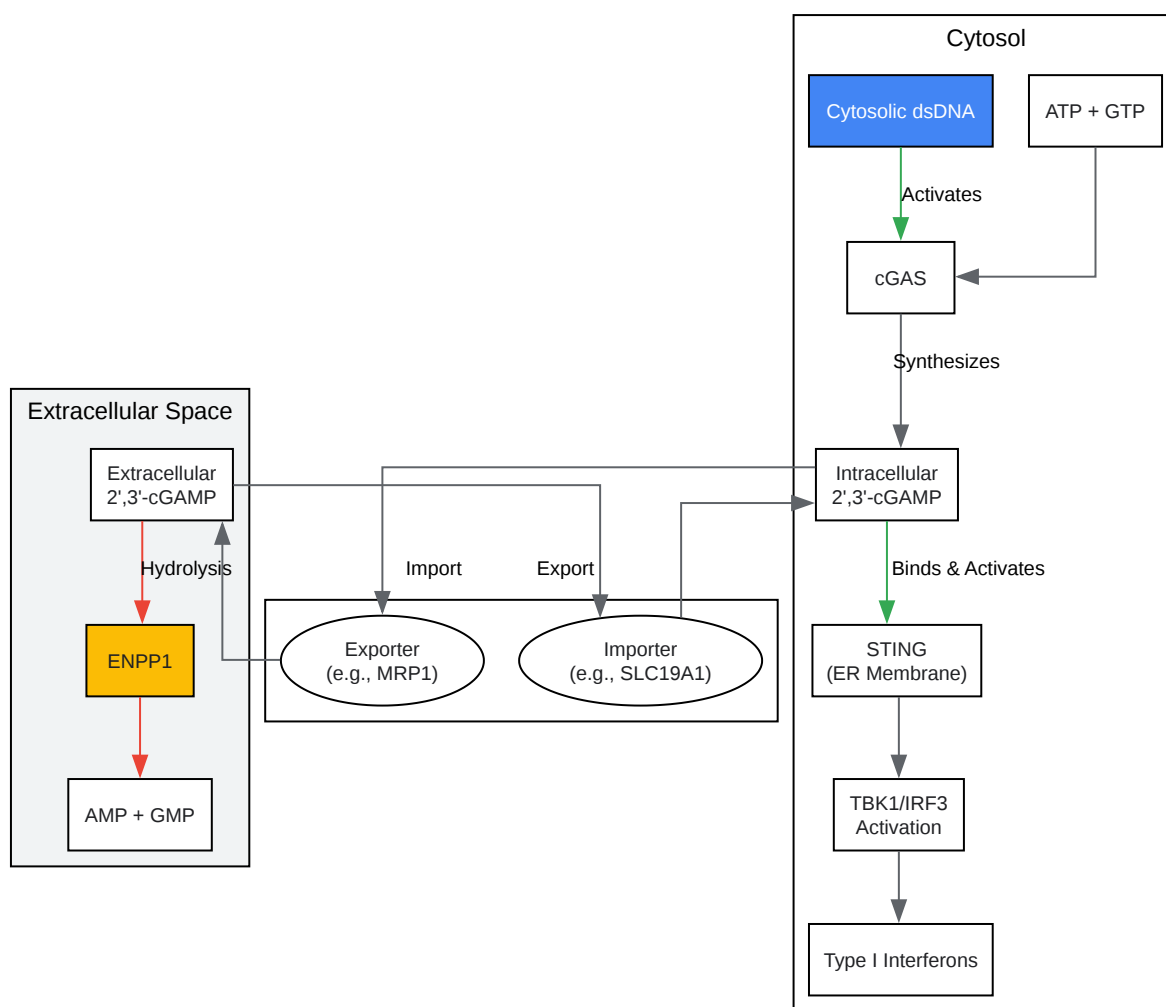 Cytosol
Cytosolic dsDNA
ATP + GTP
Activates
cGAS
Synthesizes
Extracellular Space
Extracellular
2',3'-cGAMP
Intracellular
2',3'-cGAMP
Hydrolysis
Import
Export
Binds & Activates
ENPP1
Exporter
(e.g., MRP1)
Importer
(e.g., SLC19A1)
STING
(ER Membrane)
AMP + GMP
TBK1/IRF3
Activation
Type I Interferons